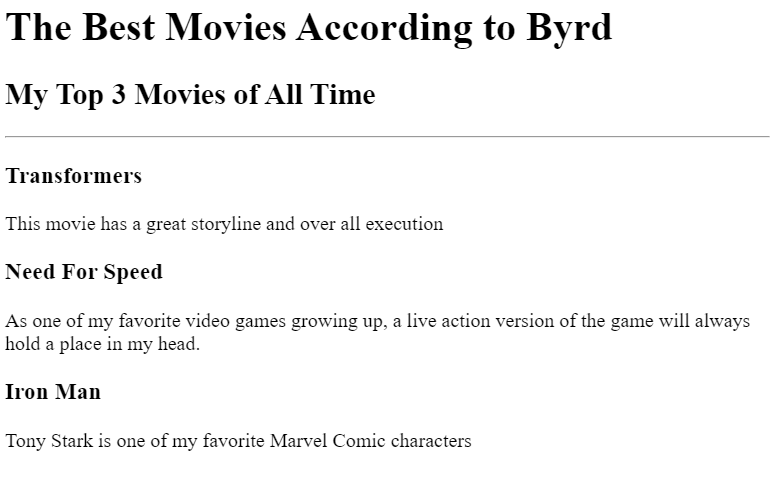 The Best Movies According to Byrd
My Top 3 Movies of All Time
Transformers
This movie has a great storyline and over all execution
Need For Speed
As one of my favorite video games growing up, a live action version of the game will always
hold a place in my head.
Iron Man
Tony Stark is one of my favorite Marvel Comic characters